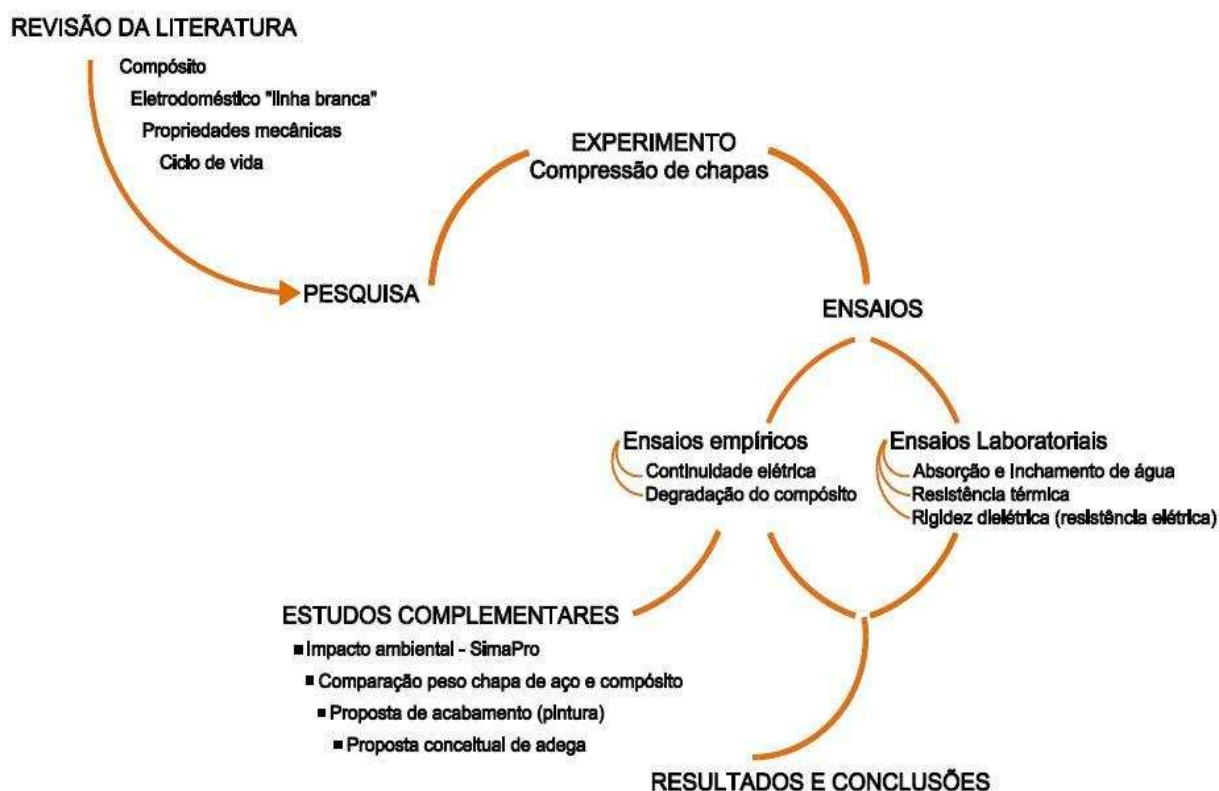 REVISÃO DA LITERATURA
Compósito
Eletrodoméstico "linha branca"
Propriedades mecânicas
Ciclo de vida
EXPERIMENTO
Compressão de chapas
PESQUISA
ENSAIOS
Ensaios empíricos
Continuidade elétrica
Degradação do compósito
Ensaios Laboratoriais
Absorção e Inchamento de água
Resistência térmica
Rigidez dielétrica (resistência elétrica)
ESTUDOS COMPLEMENTARES
Impacto ambiental - SimaPro
Comparação peso chapa de aço e compósito
Proposta de acabamento (pintura)
Proposta conceitual de adega
RESULTADOS E CONCLUSÕES